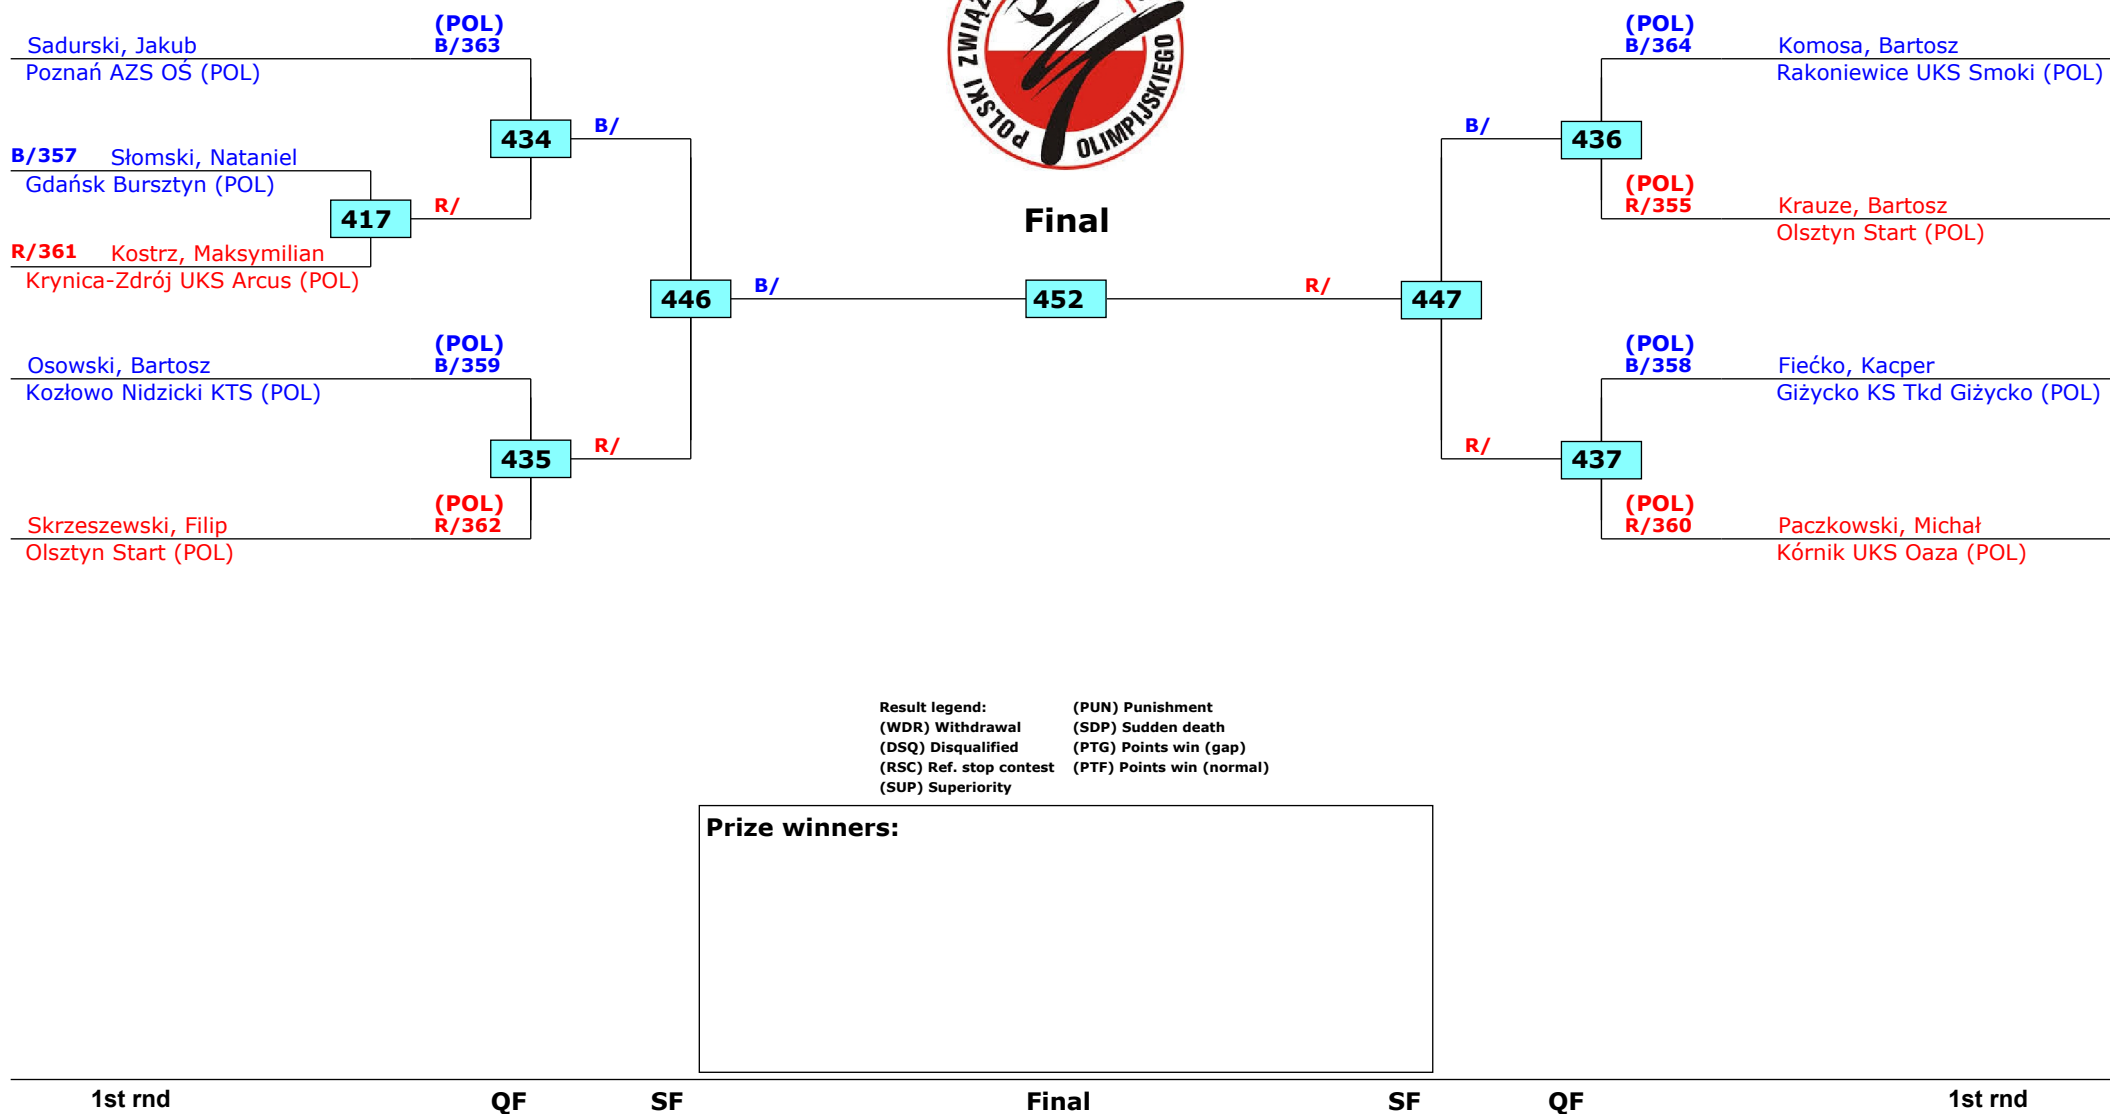 POLSKI ZWIĄZ
OLIMPIJSKIEGO
(POL)
Sadurski, Jakub B/363
Poznań AZS OŚ (POL)
434
B/
B/357 Słomski, Nataniel
Gdańsk Bursztyn (POL)
417
R/
R/361 Kostrz, Maksymilian
Krynica-Zdrój UKS Arcus (POL)
446
B/
(POL)
Osowski, Bartosz B/359
Kozłowo Nidzicki KTS (POL)
435
R/
(POL)
Skrzeszewski, Filip R/362
Olsztyn Start (POL)
Final
452
(POL)
B/364 Komosa, Bartosz
Rakoniewice UKS Smoki (POL)
B/
436
(POL)
R/355 Krauze, Bartosz
Olsztyn Start (POL)
R/
447
(POL)
B/358 Fiećko, Kacper
Giżycko KS Tkd Giżycko (POL)
R/
437
(POL)
R/360 Paczkowski, Michał
Kórnik UKS Oaza (POL)
Result legend: (PUN) Punishment
(WDR) Withdrawal (SDP) Sudden death
(DSQ) Disqualified (PTG) Points win (gap)
(RSC) Ref. stop contest (PTF) Points win (normal)
(SUP) Superiority
Prize winners:
1st rnd QF SF Final SF QF 1st rnd